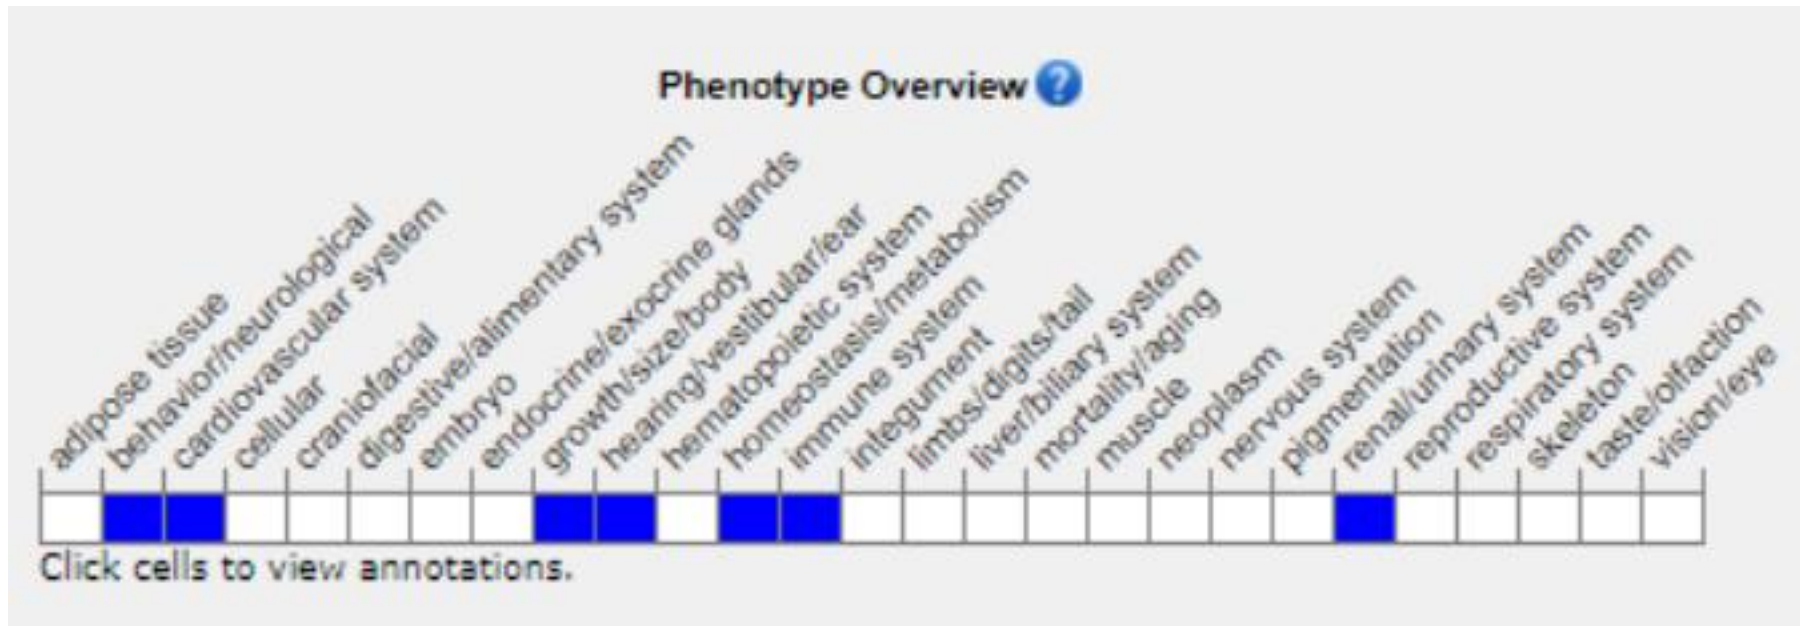 Phenotype Overview ?
adipose tissue
behavior/neurological
cardiovascular system
cellular
craniofacial
digestive/alimentary system
embryo
endocrine/exocrine glands
growth/size/body
hearing/vestibular/ear
hematopoietic system
homeostasis/metabolism
immune system
integument
limbs/digits/tail
liver/biliary system
mortality/aging
muscle
neoplasm
nervous system
pigmentation
renal/urinary system
reproductive system
respiratory system
skeleton
taste/olfaction
vision/eye
Click cells to view annotations.